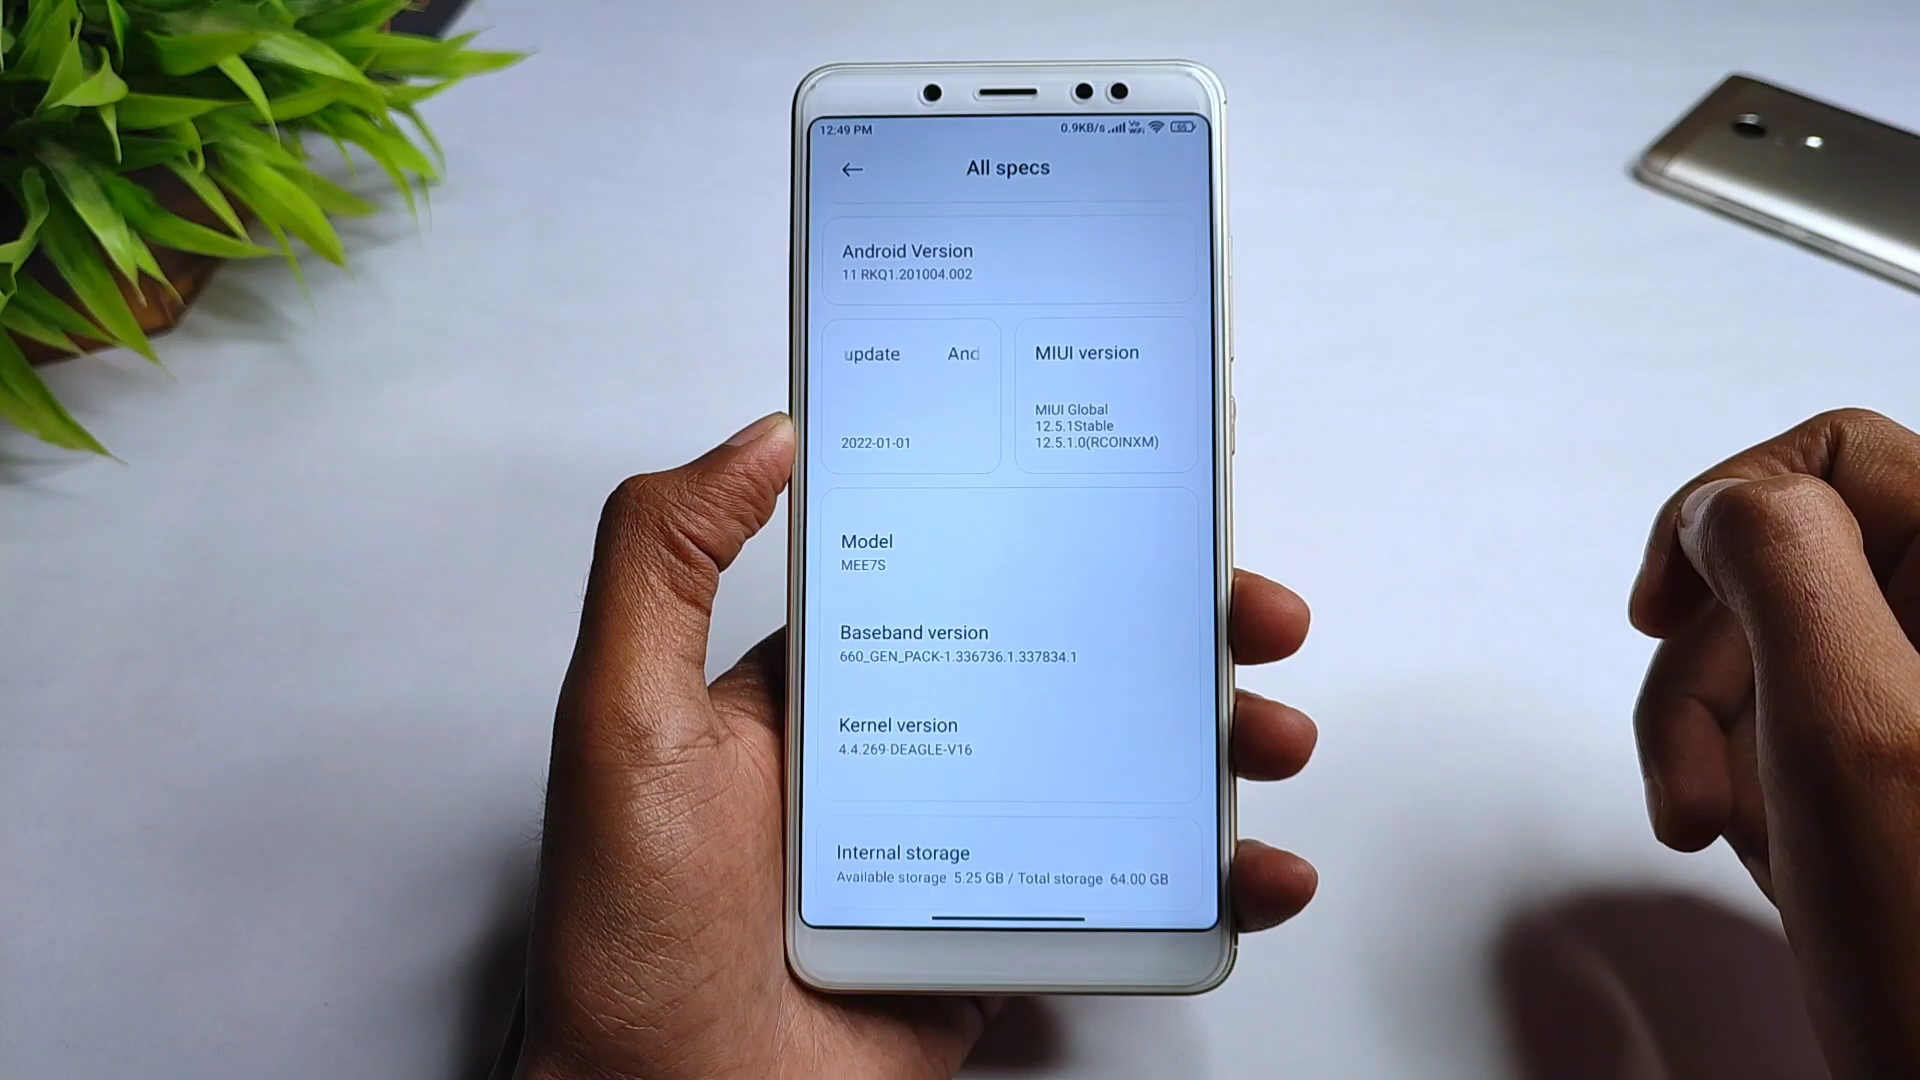 12:49 PM 0.9KB/s Vo WiFi 65
All specs
Android Version
11 RKQ1.201004.002
update And
2022-01-01
MIUI version
MIUI Global
12.5.1Stable
12.5.1.0(RCOINXM)
Model
MEE7S
Baseband version
660_GEN_PACK-1.336736.1.337834.1
Kernel version
4.4.269-DEAGLE-V16
Internal storage
Available storage 5.25 GB / Total storage 64.00 GB